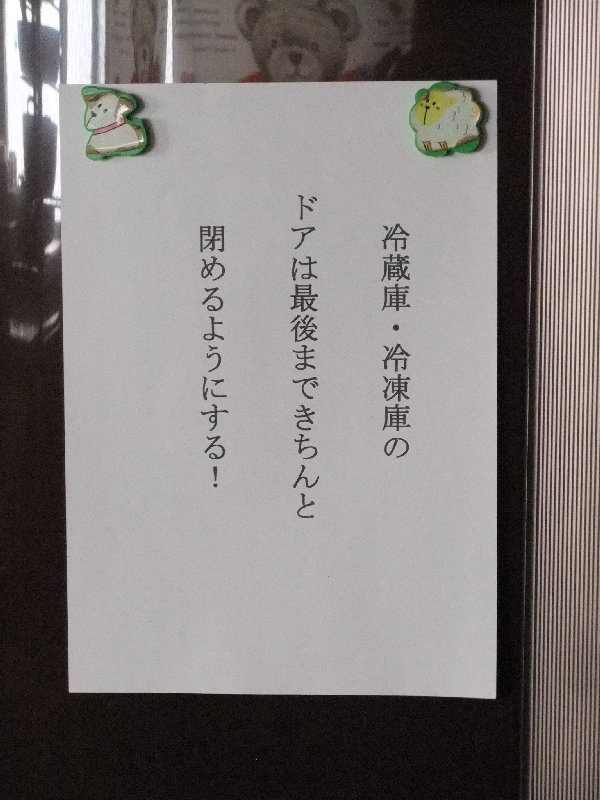 冷蔵庫・冷凍庫の
ドアは最後まできちんと
閉めるようにする！